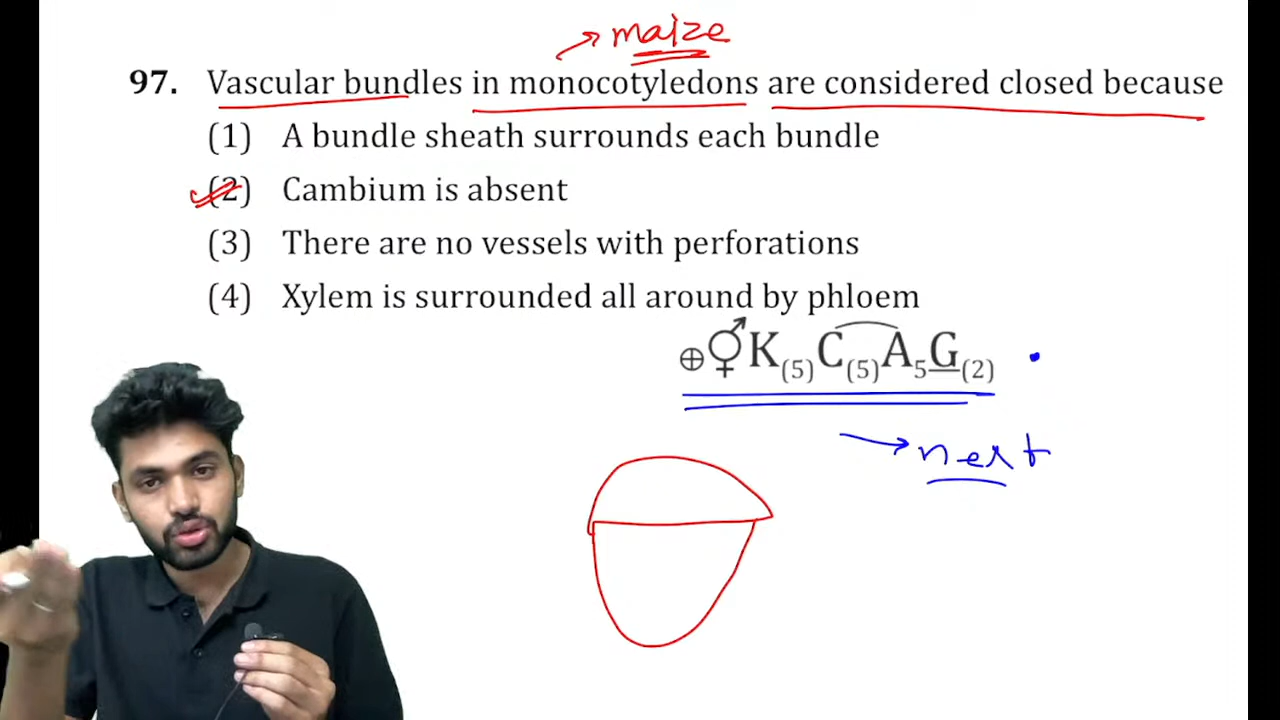 → maize
97. Vascular bundles in monocotyledons are considered closed because
(1) A bundle sheath surrounds each bundle
(2) Cambium is absent
(3) There are no vessels with perforations
(4) Xylem is surrounded all around by phloem
⊕⚥K(5)C(5)A5G(2)
→ next